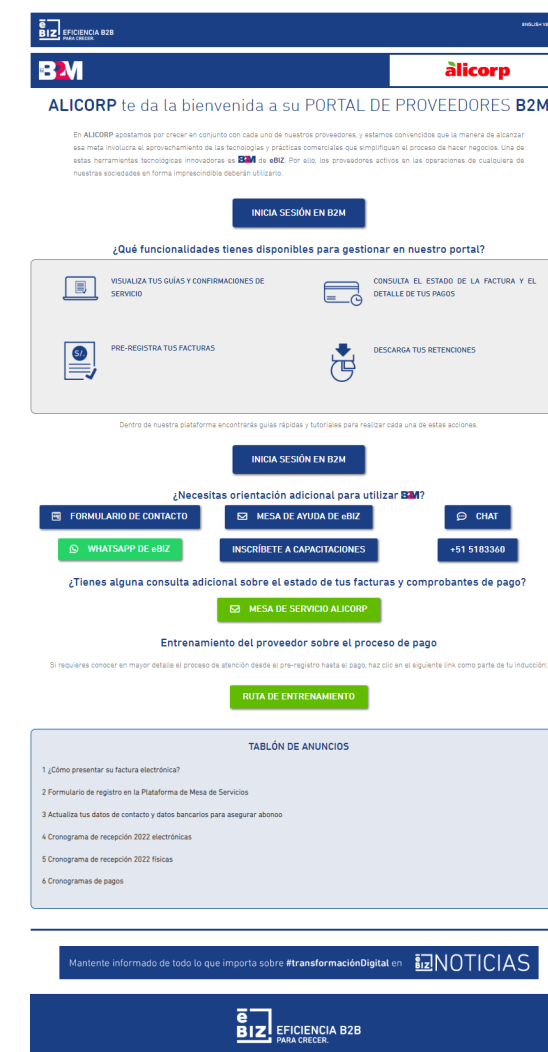 ē BIZ EFICIENCIA B2B
PARA CRECER.
ENGLISH VE
B2M
alicorp
ALICORP te da la bienvenida a su PORTAL DE PROVEEDORES B2M
En ALICORP apostamos por crecer en conjunto con cada uno de nuestros proveedores, y estamos convencidos que la manera de alcanzar
esa meta involucra el aprovechamiento de las tecnologías y prácticas comerciales que simplifiquen el proceso de hacer negocios. Una de
estas herramientas tecnológicas innovadoras es B2M de eBIZ. Por ello, los proveedores activos en las operaciones de cualquiera de
nuestras sociedades en forma imprescindible deberán utilizarlo.
INICIA SESIÓN EN B2M
¿Qué funcionalidades tienes disponibles para gestionar en nuestro portal?
VISUALIZA TUS GUÍAS Y CONFIRMACIONES DE
SERVICIO
CONSULTA EL ESTADO DE LA FACTURA Y EL
DETALLE DE TUS PAGOS
S/.
PRE-REGISTRA TUS FACTURAS
DESCARGA TUS RETENCIONES
Dentro de nuestra plataforma encontrarás guías rápidas y tutoriales para realizar cada una de estas acciones.
INICIA SESIÓN EN B2M
¿Necesitas orientación adicional para utilizar B2M?
FORMULARIO DE CONTACTO
MESA DE AYUDA DE eBIZ
CHAT
WHATSAPP DE eBIZ
INSCRÍBETE A CAPACITACIONES
+51 5183360
¿Tienes alguna consulta adicional sobre el estado de tus facturas y comprobantes de pago?
MESA DE SERVICIO ALICORP
Entrenamiento del proveedor sobre el proceso de pago
Si requieres conocer en mayor detalle el proceso de atención desde el pre-registro hasta el pago, haz clic en el siguiente link como parte de tu inducción:
RUTA DE ENTRENAMIENTO
TABLÓN DE ANUNCIOS
1 ¿Cómo presentar su factura electrónica?
2 Formulario de registro en la Plataforma de Mesa de Servicios
3 Actualiza tus datos de contacto y datos bancarios para asegurar abonoo
4 Cronograma de recepción 2022 electrónicas
5 Cronograma de recepción 2022 físicas
6 Cronogramas de pagos
Mantente informado de todo lo que importa sobre #transformaciónDigital en ē BIZ NOTICIAS
ē BIZ EFICIENCIA B2B
PARA CRECER.